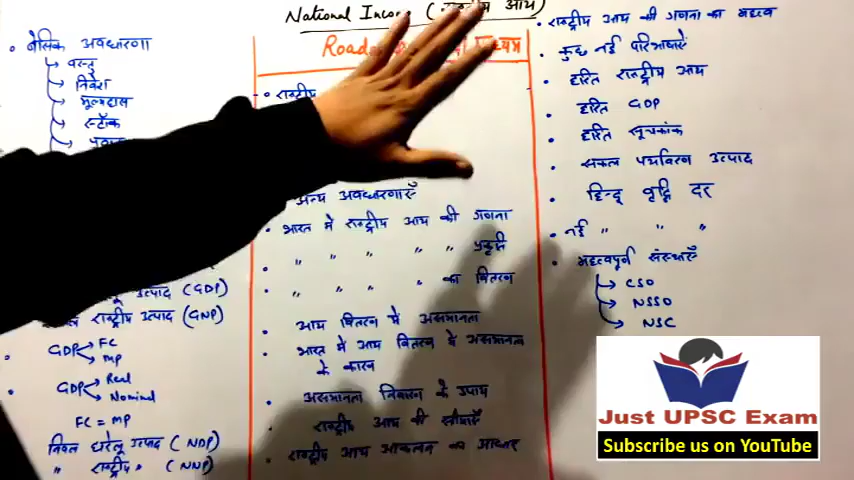 National Incom (राष्ट्रीय आय)
Road
• बेसिक अवधारणा
→ वस्तु
→ निवेश
→ मूल्यह्रास
→ स्टॉक
उत्पाद (GDP)
राष्ट्रीय उत्पाद (GNP)
GDP → FC
→ MP
GDP → Real
→ Nominal
FC = MP
निवल घरेलू उत्पाद (NDP)
" राष्ट्रीय " (NNP)
• राष्ट्रीय
अन्य अवधारणाएँ
• भारत में राष्ट्रीय आय की गणना
• " " " " " प्रकृति
• " " " " का वितरण
• आय वितरण में असमानता
• भारत में आय वितरण में असमानता
के कारन
• असमानता निवारण के उपाय
• राष्ट्रीय आय की सीमाएँ
• राष्ट्रीय आय आकलन का आधार
• राष्ट्रीय आय की गणना का महत्व
• कुछ नई परिभाषाएँ
• हरित राष्ट्रीय आय
• हरित GDP
• हरित सूचकांक
• सकल पर्यावरण उत्पाद
• हिन्दू वृद्धि दर
• नई " " "
• महत्वपूर्ण संस्थाएँ
→ CSO
→ NSSO
→ NSC
Just UPSC Exam
Subscribe us on YouTube